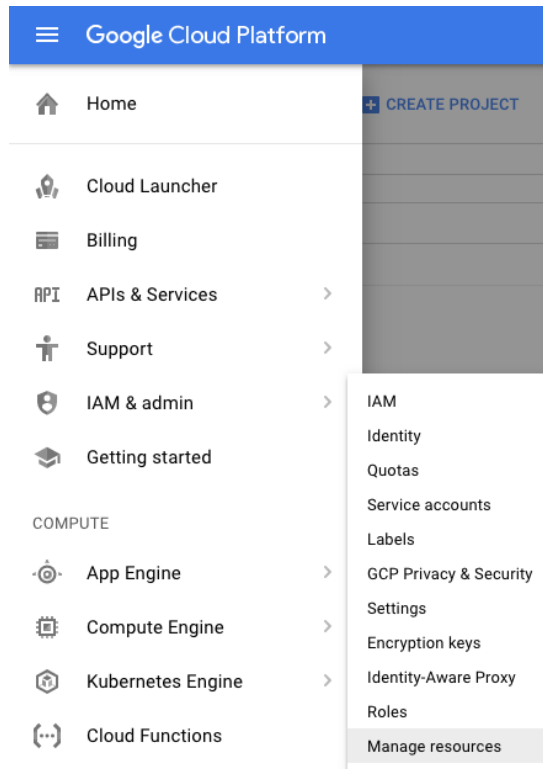 Google Cloud Platform
Home
CREATE PROJECT
Cloud Launcher
Billing
API APIs & Services
Support
IAM & admin
Getting started
COMPUTE
App Engine
Compute Engine
Kubernetes Engine
Cloud Functions
IAM
Identity
Quotas
Service accounts
Labels
GCP Privacy & Security
Settings
Encryption keys
Identity-Aware Proxy
Roles
Manage resources